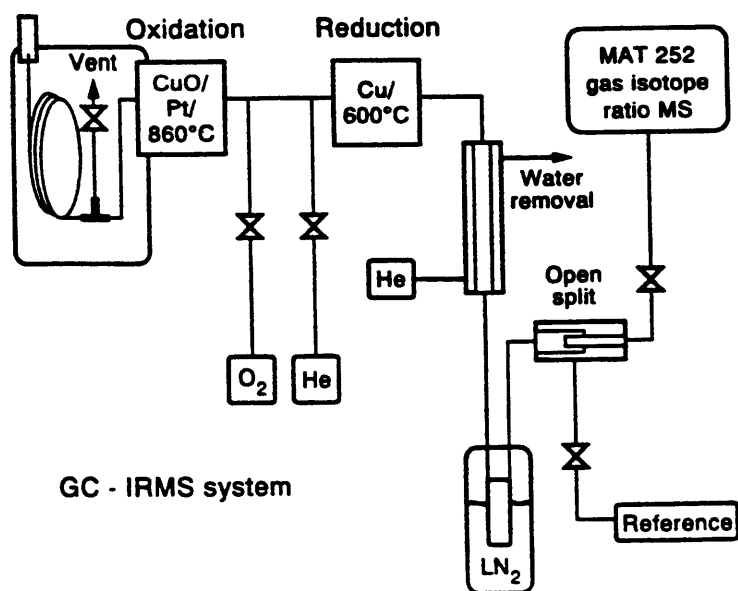 Oxidation
Reduction
Vent
CuO/
Pt/
860°C
Cu/
600°C
MAT 252
gas isotope
ratio MS
Water
removal
He
Open
split
O₂
He
GC - IRMS system
Reference
LN₂